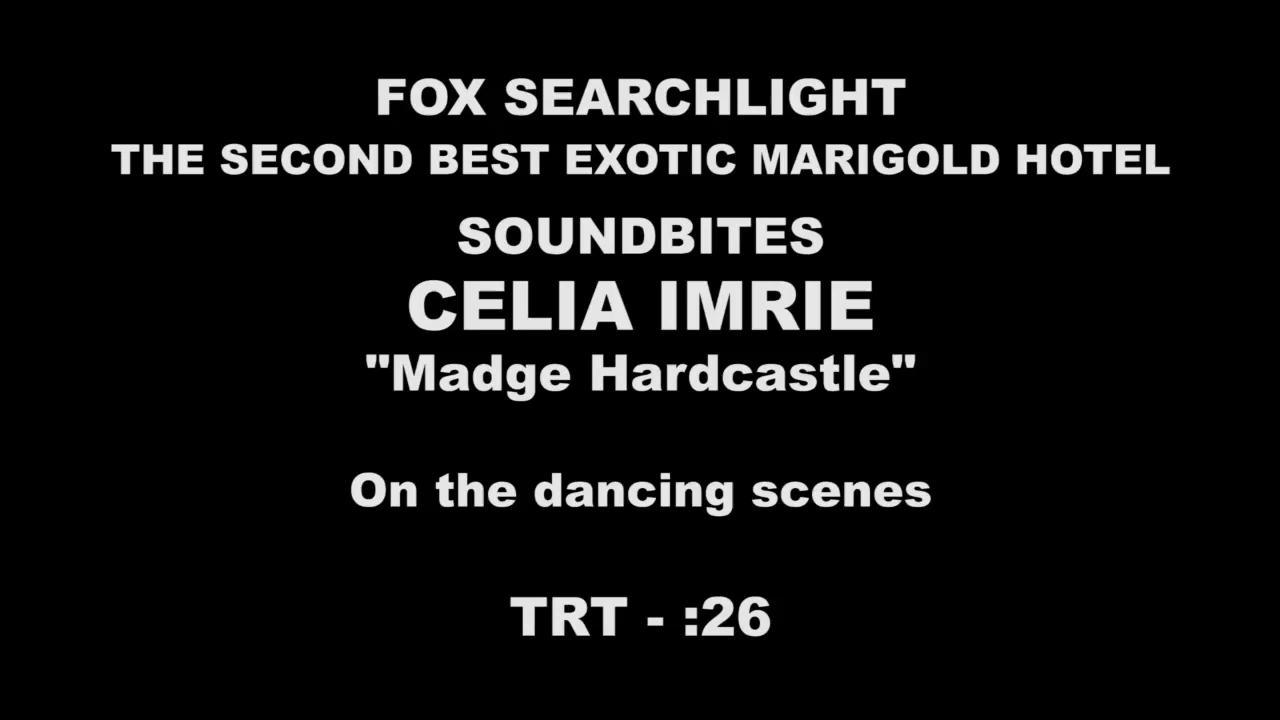 FOX SEARCHLIGHT
THE SECOND BEST EXOTIC MARIGOLD HOTEL
SOUNDBITES
CELIA IMRIE
"Madge Hardcastle"
On the dancing scenes
TRT - :26